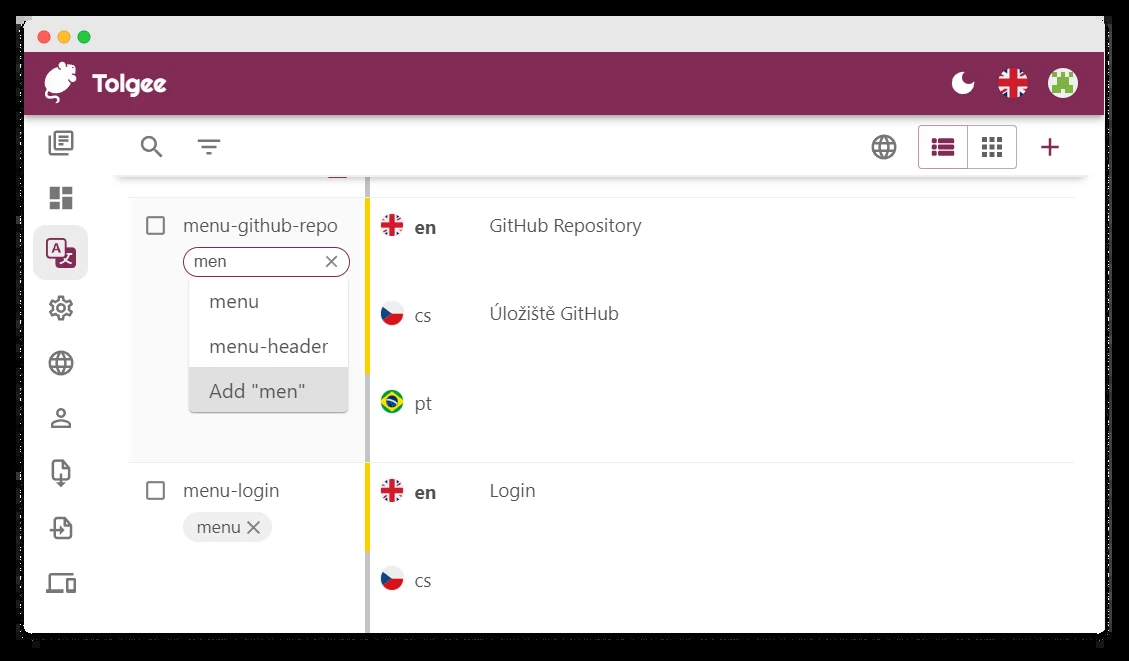 Tolgee
menu-github-repo
en
GitHub Repository
men
menu
cs
Úložiště GitHub
menu-header
Add "men"
pt
menu-login
en
Login
menu
cs